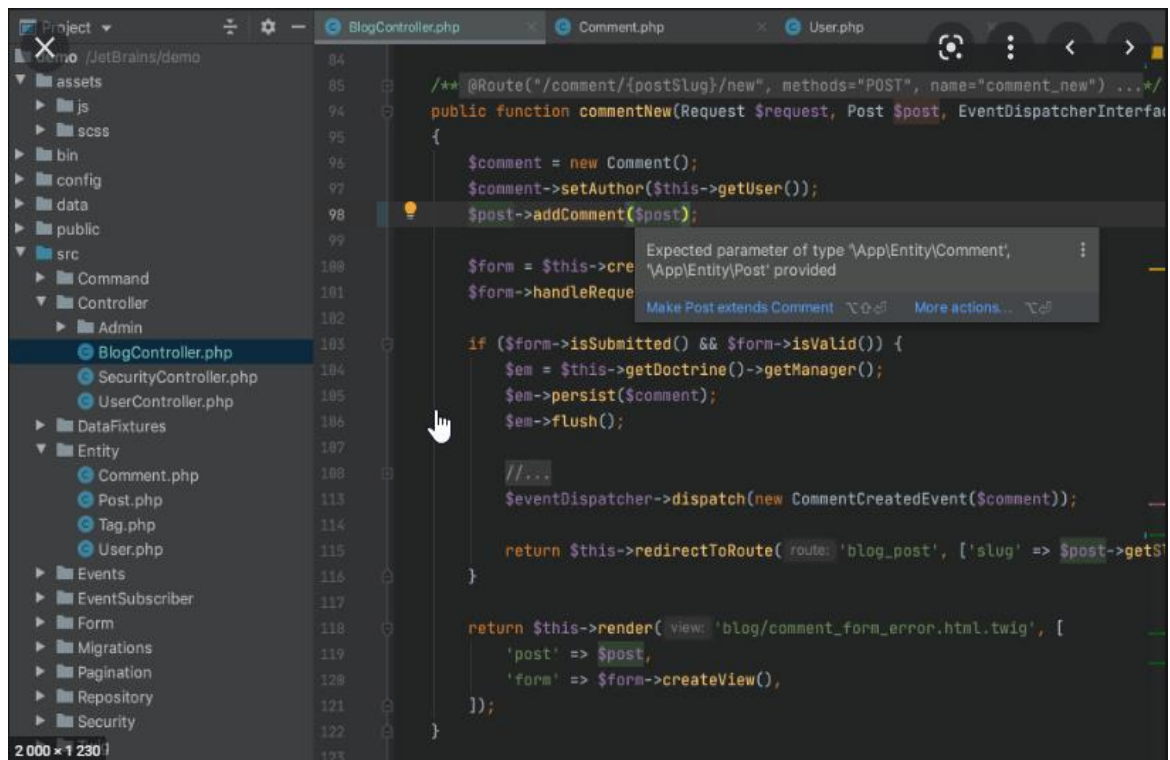 Project
BlogController.php
Comment.php
User.php
demo /JetBrains/demo
assets
js
scss
bin
config
data
public
src
Command
Controller
Admin
BlogController.php
SecurityController.php
UserController.php
DataFixtures
Entity
Comment.php
Post.php
Tag.php
User.php
Events
EventSubscriber
Form
Migrations
Pagination
Repository
Security
Twig
2 000 × 1 230
84
85 /** @Route("/comment/{postSlug}/new", methods="POST", name="comment_new") ...*/
94 public function commentNew(Request $request, Post $post, EventDispatcherInterfac
95 {
96 $comment = new Comment();
97 $comment->setAuthor($this->getUser());
98 $post->addComment($post);
99
100 $form = $this->cre
101 $form->handleReque
Expected parameter of type '\App\Entity\Comment',
'\App\Entity\Post' provided
Make Post extends Comment ⌥⇧⏎ More actions... ⌥⏎
102
103 if ($form->isSubmitted() && $form->isValid()) {
104 $em = $this->getDoctrine()->getManager();
105 $em->persist($comment);
106 $em->flush();
107
108 //...
113 $eventDispatcher->dispatch(new CommentCreatedEvent($comment));
114
115 return $this->redirectToRoute( route: 'blog_post', ['slug' => $post->getSl
116 }
117
118 return $this->render( view: 'blog/comment_form_error.html.twig', [
119 'post' => $post,
120 'form' => $form->createView(),
121 ]);
122 }
123